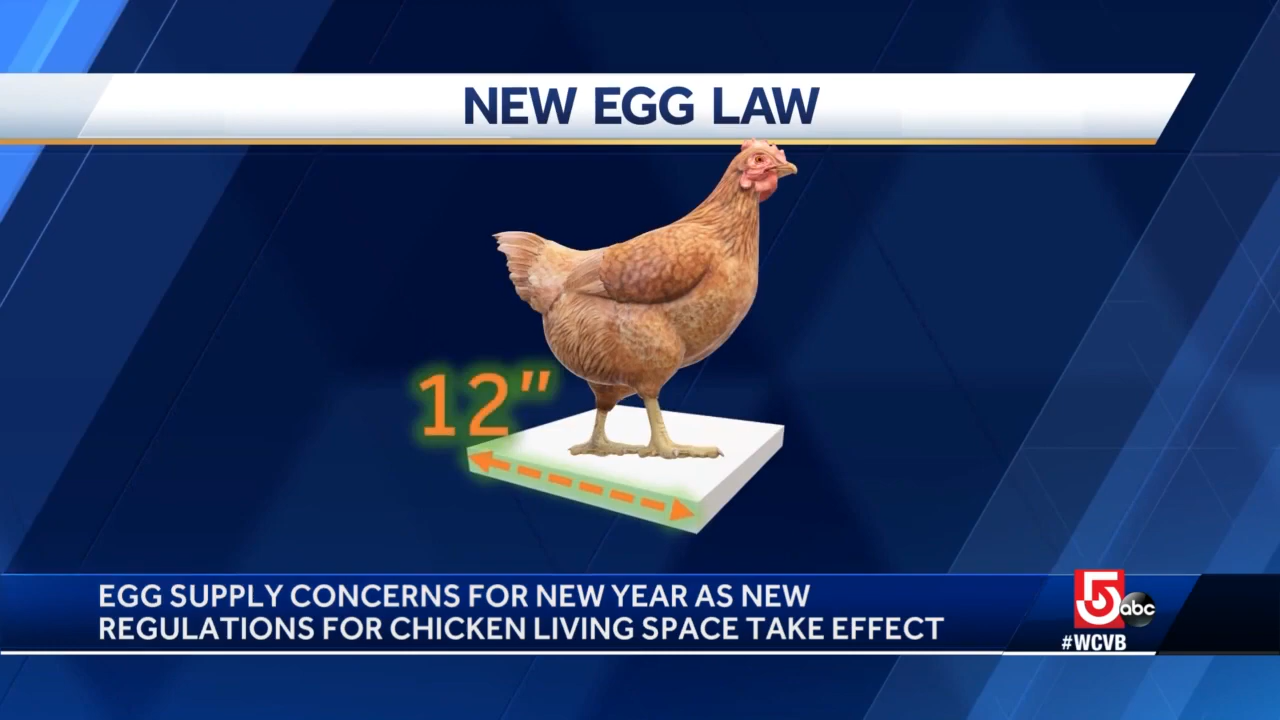 NEW EGG LAW
12"
EGG SUPPLY CONCERNS FOR NEW YEAR AS NEW
REGULATIONS FOR CHICKEN LIVING SPACE TAKE EFFECT
5 abc
#WCVB